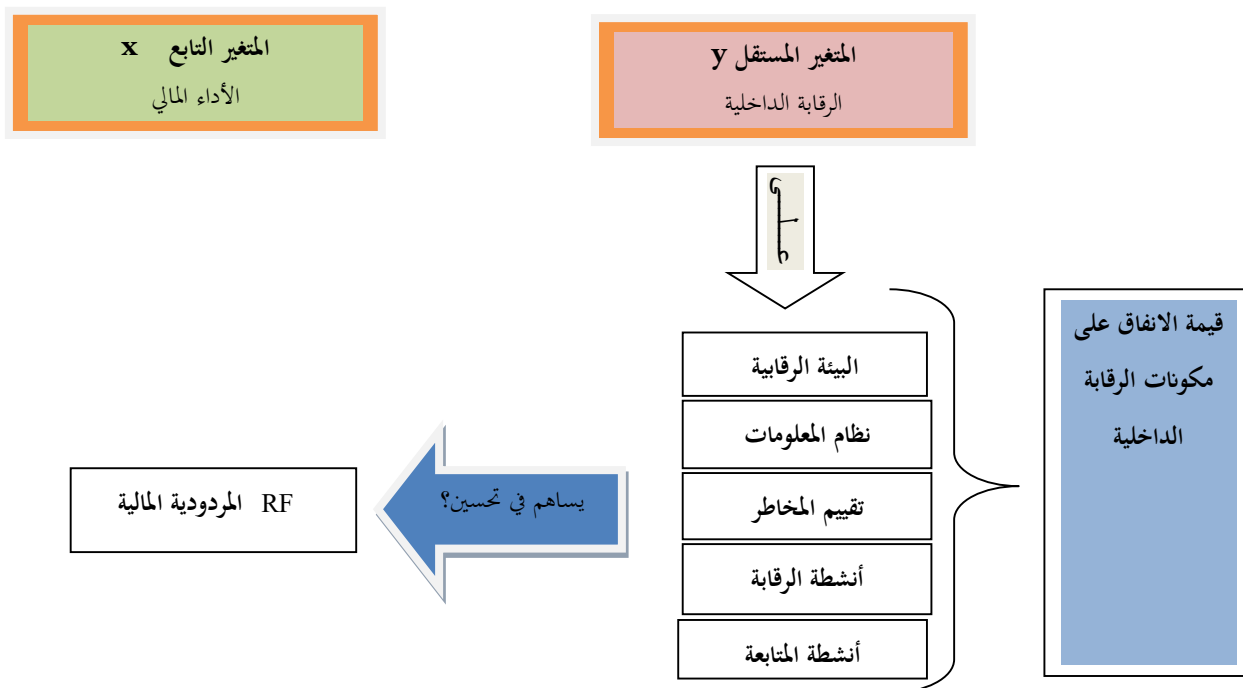 المتغير المستقل y
الرقابة الداخلية
المتغير التابع x
الأداء المالي
على
قيمة الانفاق على
مكونات الرقابة
الداخلية
البيئة الرقابية
نظام المعلومات
تقييم المخاطر
أنشطة الرقابة
أنشطة المتابعة
يساهم في تحسين؟
RF المردودية المالية